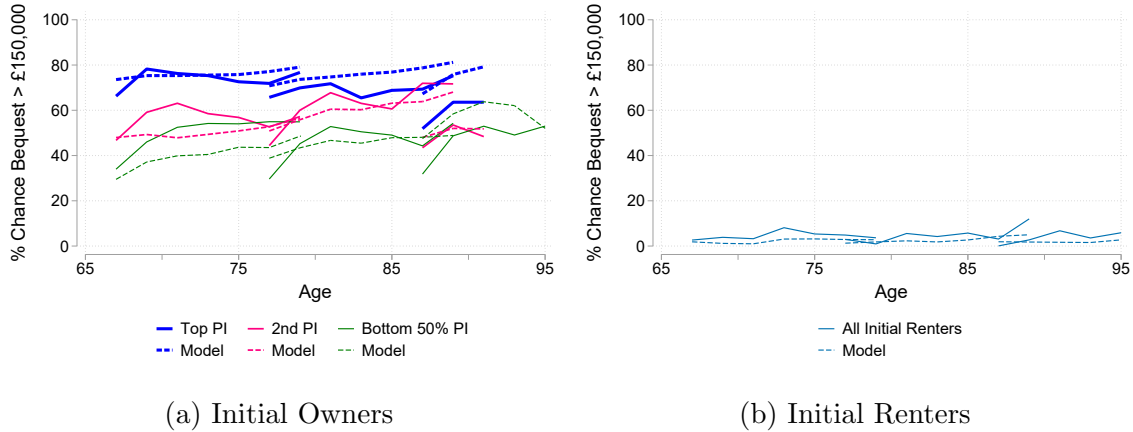 % Chance Bequest > £150,000
100
80
60
40
20
0
65
75
85
95
Age
Top PI
2nd PI
Bottom 50% PI
Model
Model
Model
(a) Initial Owners
% Chance Bequest > £150,000
100
80
60
40
20
0
65
75
85
95
Age
All Initial Renters
Model
(b) Initial Renters